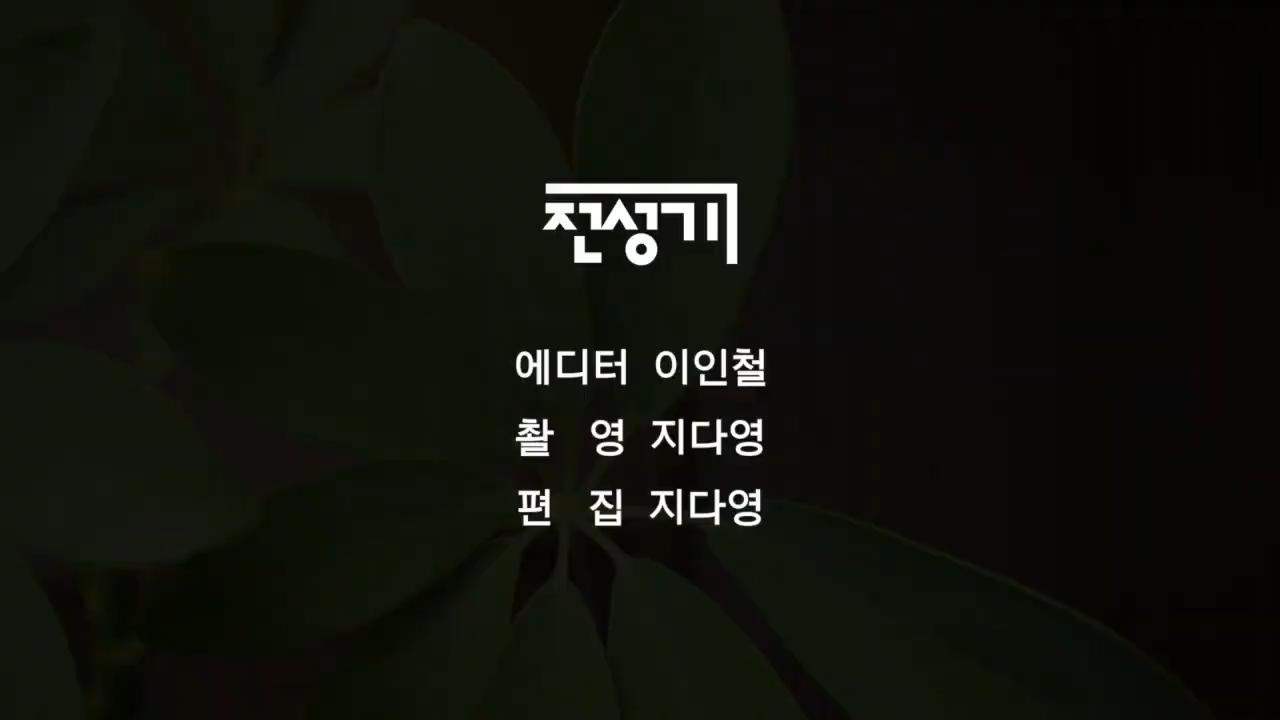 전성기
에디터 이인철
촬 영 지다영
편 집 지다영